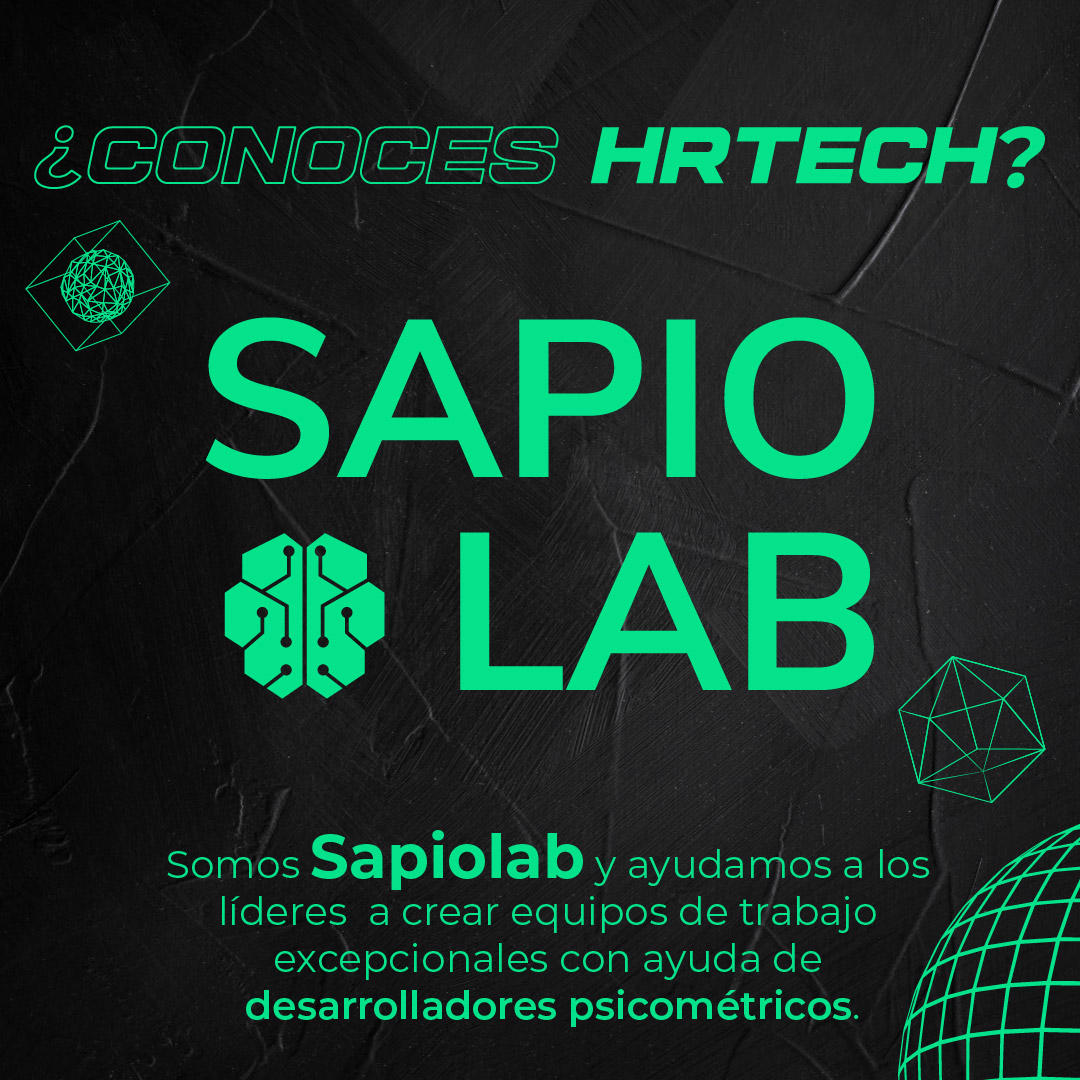 ¿CONOCES HRTECH?
SAPIO
LAB
Somos Sapiolab y ayudamos a los
líderes a crear equipos de trabajo
excepcionales con ayuda de
desarrolladores psicométricos.